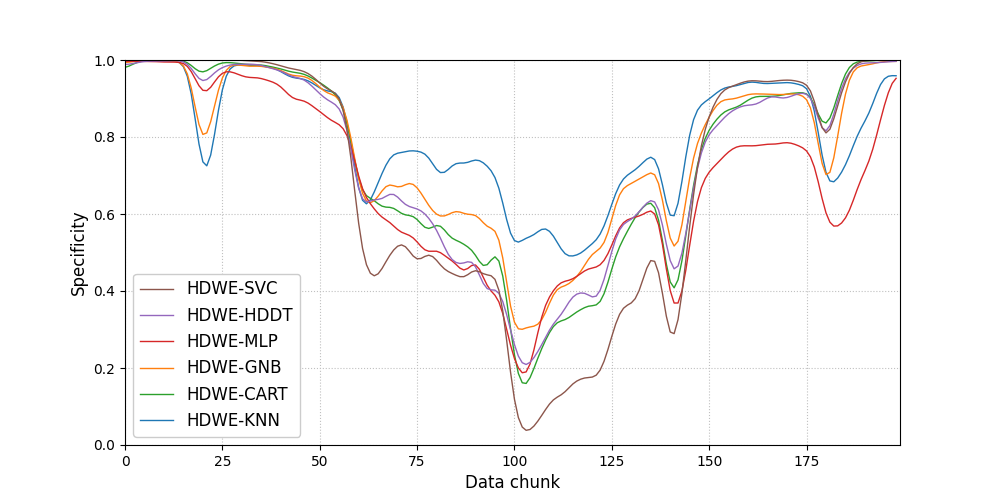 1.0
0.8
0.6
0.4
0.2
0.0
Specificity
HDWE-SVC
HDWE-HDDT
HDWE-MLP
HDWE-GNB
HDWE-CART
HDWE-KNN
0 25 50 75 100 125 150 175
Data chunk